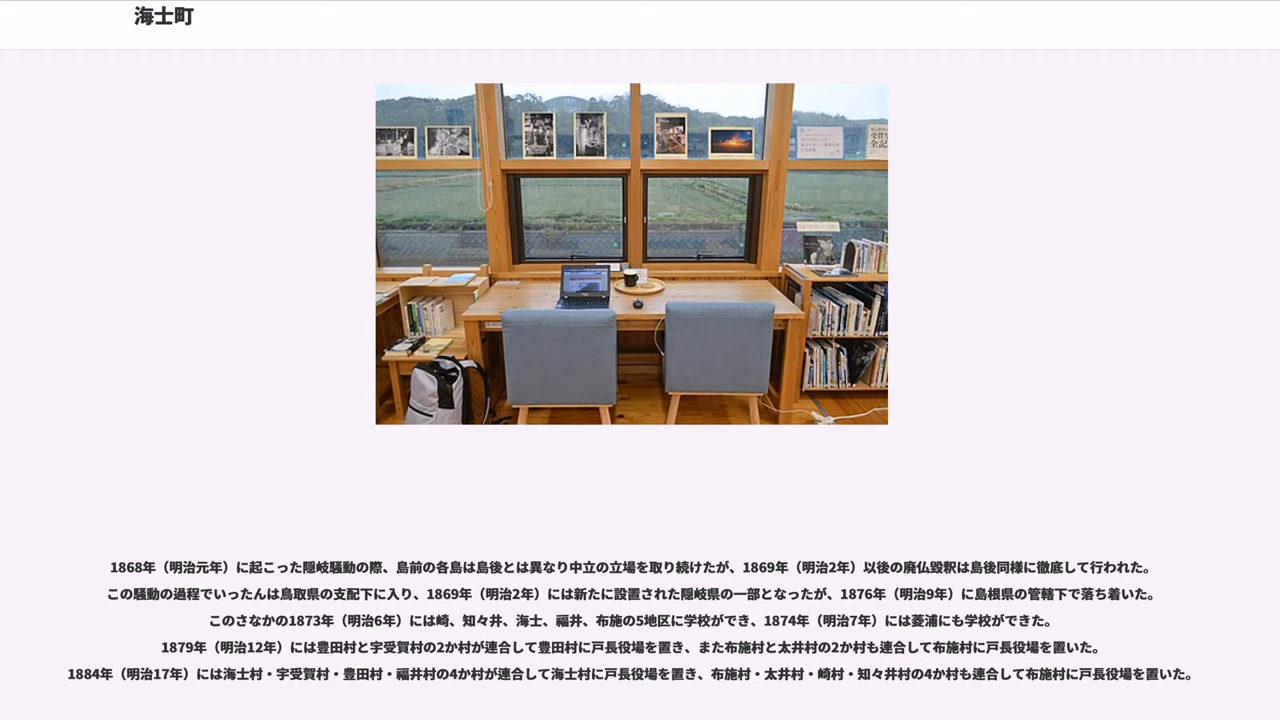 海士町
1868年（明治元年）に起こった隠岐騒動の際、島前の各島は島後とは異なり中立の立場を取り続けたが、1869年（明治2年）以後の廃仏毀釈は島後同様に徹底して行われた。
この騒動の過程でいったんは鳥取県の支配下に入り、1869年（明治2年）には新たに設置された隠岐県の一部となったが、1876年（明治9年）に島根県の管轄下で落ち着いた。
このさなかの1873年（明治6年）には崎、知々井、海士、福井、布施の5地区に学校ができ、1874年（明治7年）には菱浦にも学校ができた。
1879年（明治12年）には豊田村と宇受賀村の2か村が連合して豊田村に戸長役場を置き、また布施村と太井村の2か村も連合して布施村に戸長役場を置いた。
1884年（明治17年）には海士村・宇受賀村・豊田村・福井村の4か村が連合して海士村に戸長役場を置き、布施村・太井村・崎村・知々井村の4か村も連合して布施村に戸長役場を置いた。